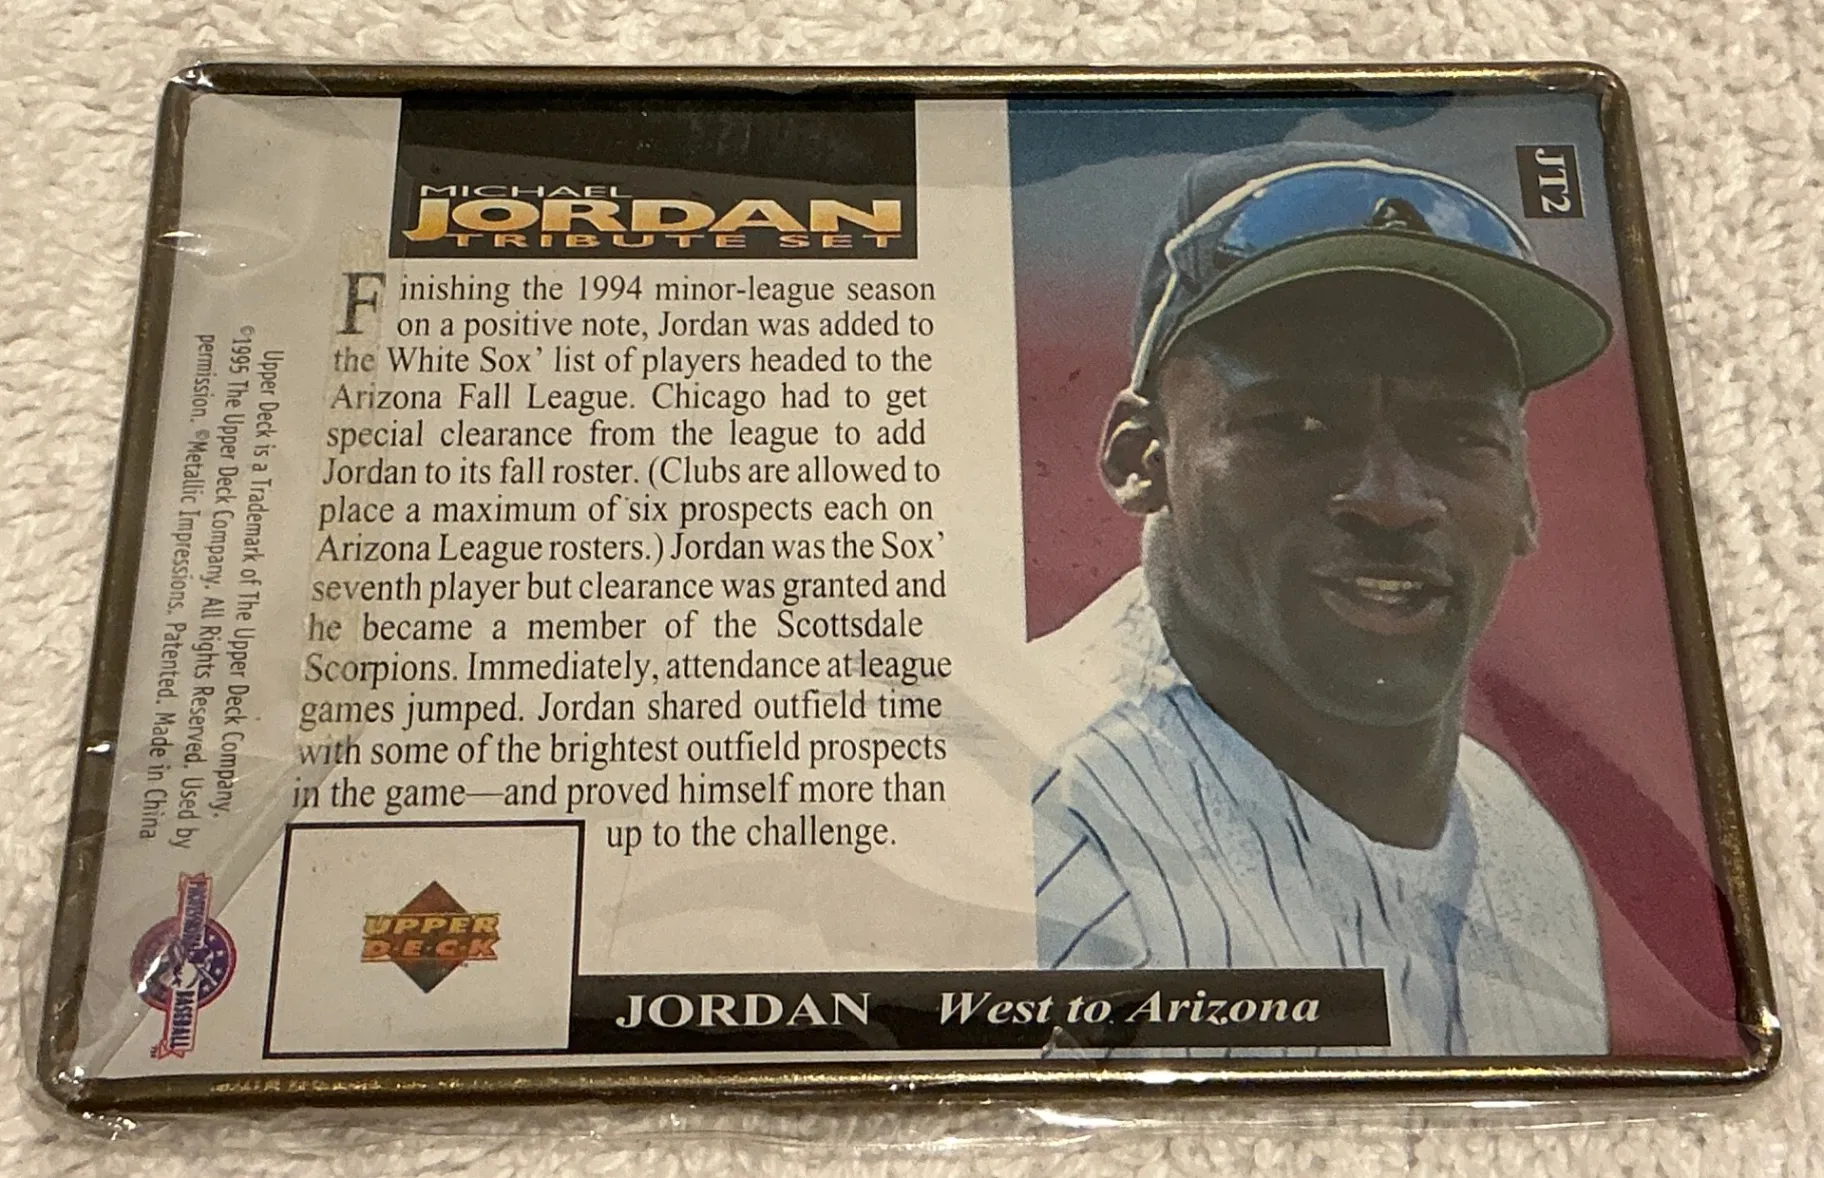 MICHAEL
JORDAN
TRIBUTE SET
JT2
Finishing the 1994 minor-league season
on a positive note, Jordan was added to
the White Sox' list of players headed to the
Arizona Fall League. Chicago had to get
special clearance from the league to add
Jordan to its fall roster. (Clubs are allowed to
place a maximum of six prospects each on
Arizona League rosters.) Jordan was the Sox'
seventh player but clearance was granted and
he became a member of the Scottsdale
Scorpions. Immediately, attendance at league
games jumped. Jordan shared outfield time
with some of the brightest outfield prospects
in the game—and proved himself more than
up to the challenge.
UPPER
DECK
JORDAN West to Arizona
Upper Deck is a Trademark of The Upper Deck Company.
©1995 The Upper Deck Company. All Rights Reserved. Used by
permission. ©Metallic Impressions. Patented. Made in China
PROFESSIONAL
BASEBALL
TM